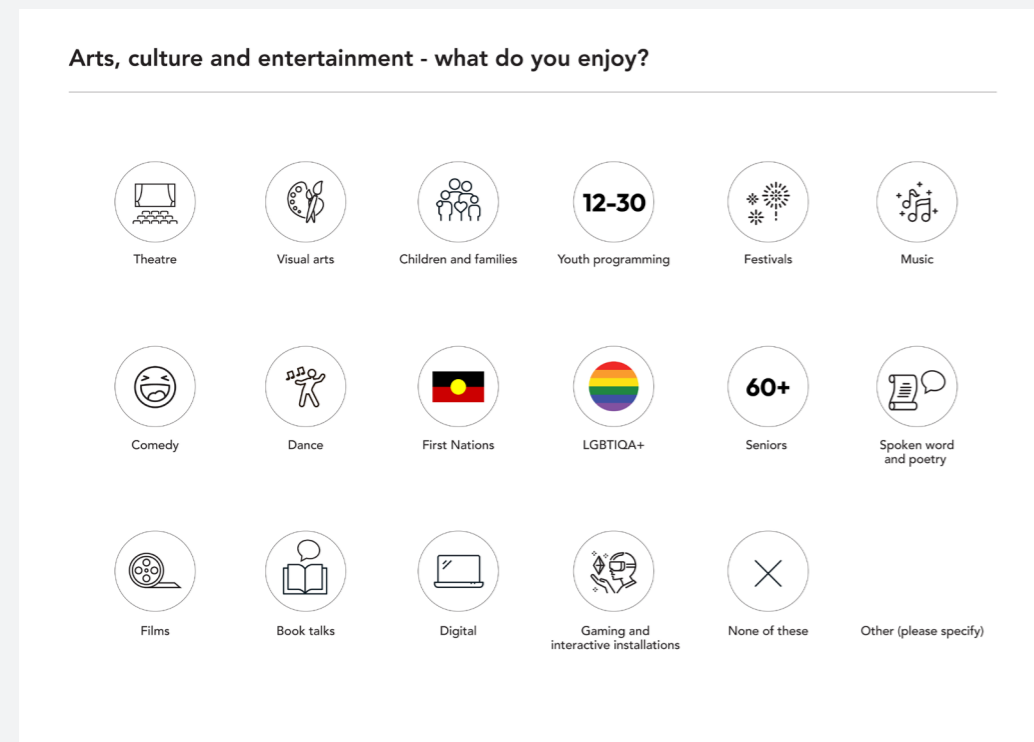 Arts, culture and entertainment - what do you enjoy?
12-30
Theatre
Visual arts
Children and families
Youth programming
Festivals
Music
60+
Comedy
Dance
First Nations
LGBTIQA+
Seniors
Spoken word
and poetry
Films
Book talks
Digital
Gaming and
interactive installations
None of these
Other (please specify)